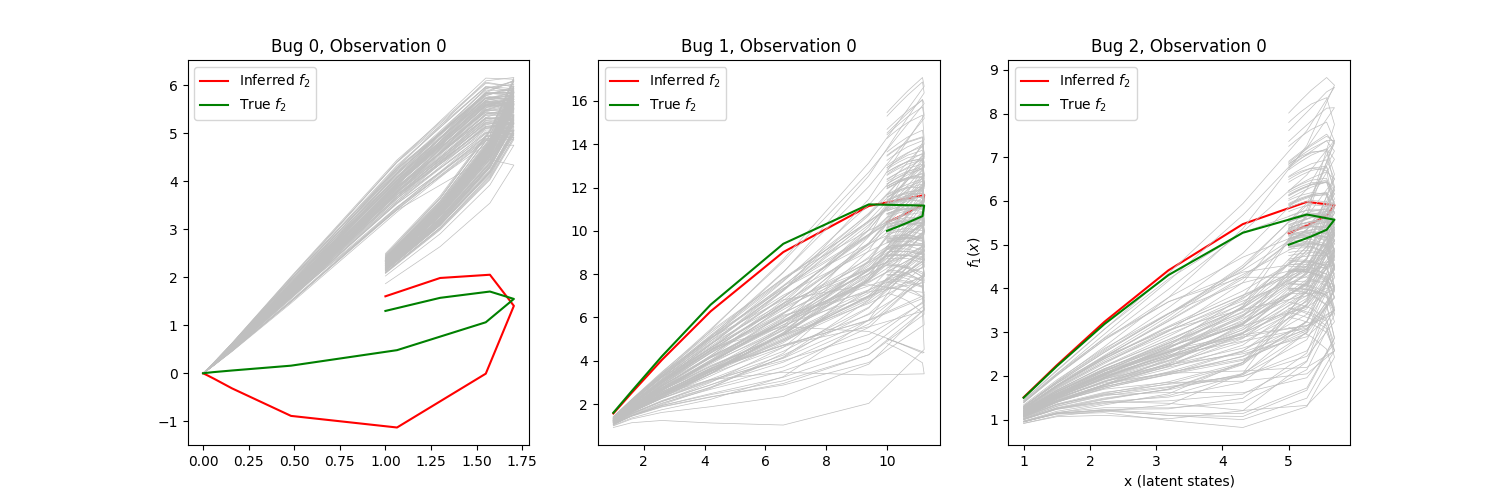 Bug 0, Observation 0
Inferred f₂
True f₂
6
5
4
3
2
1
0
−1
0.00 0.25 0.50 0.75 1.00 1.25 1.50 1.75
Bug 1, Observation 0
Inferred f₂
True f₂
16
14
12
10
8
6
4
2
2 4 6 8 10
Bug 2, Observation 0
Inferred f₂
True f₂
f₁(x)
9
8
7
6
5
4
3
2
1
1 2 3 4 5
x (latent states)